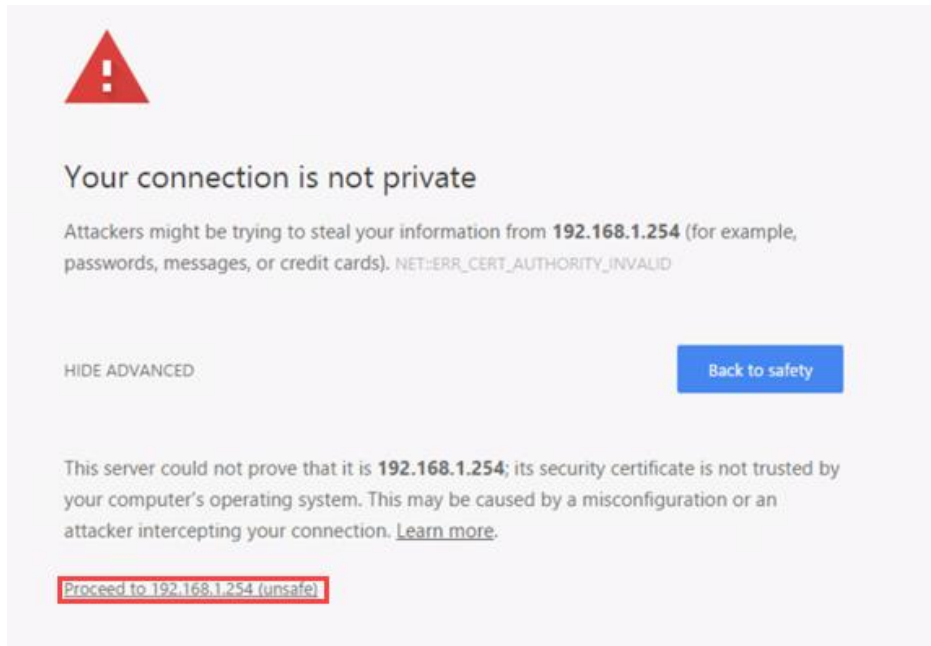 Your connection is not private
Attackers might be trying to steal your information from 192.168.1.254 (for example,
passwords, messages, or credit cards). NET::ERR_CERT_AUTHORITY_INVALID
HIDE ADVANCED
Back to safety
This server could not prove that it is 192.168.1.254; its security certificate is not trusted by
your computer's operating system. This may be caused by a misconfiguration or an
attacker intercepting your connection. Learn more.
Proceed to 192.168.1.254 (unsafe)